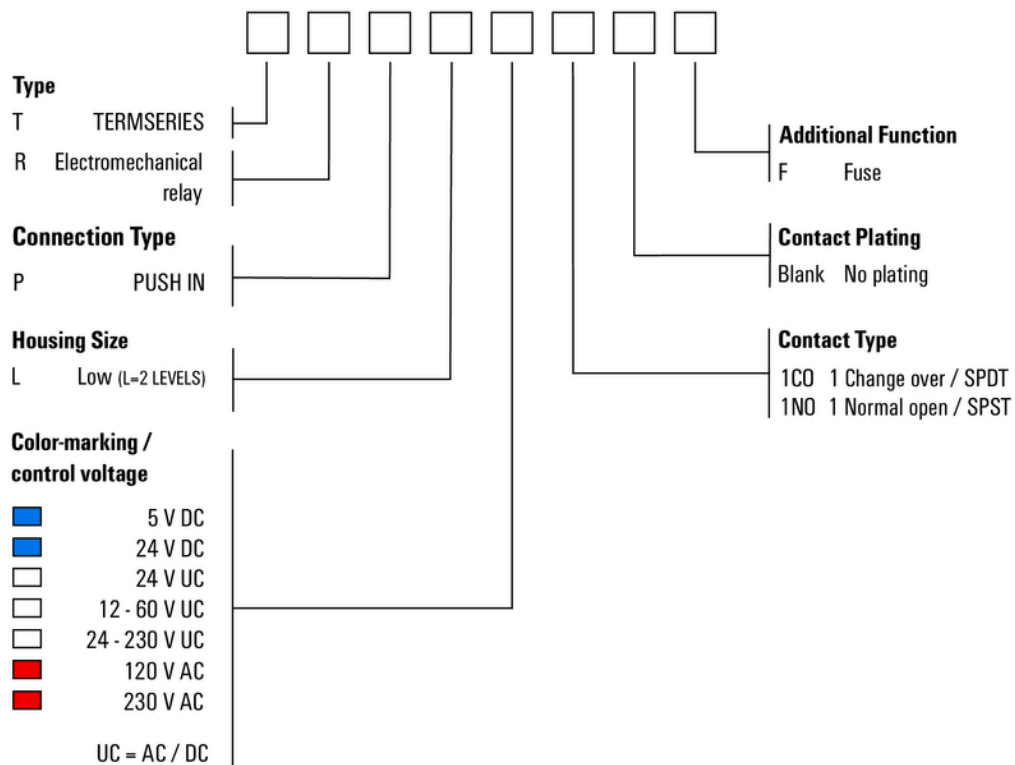 Type
T TERMSERIES
R Electromechanical
relay
Connection Type
P PUSH IN
Housing Size
L Low (L=2 LEVELS)
Color-marking /
control voltage
5 V DC
24 V DC
24 V UC
12 - 60 V UC
24 - 230 V UC
120 V AC
230 V AC
UC = AC / DC
Additional Function
F Fuse
Contact Plating
Blank No plating
Contact Type
1CO 1 Change over / SPDT
1NO 1 Normal open / SPST